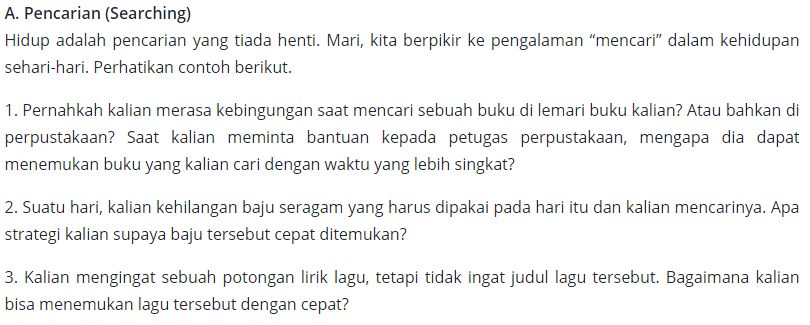 A. Pencarian (Searching)
Hidup adalah pencarian yang tiada henti. Mari, kita berpikir ke pengalaman “mencari” dalam kehidupan
sehari-hari. Perhatikan contoh berikut.
1. Pernahkah kalian merasa kebingungan saat mencari sebuah buku di lemari buku kalian? Atau bahkan di
perpustakaan? Saat kalian meminta bantuan kepada petugas perpustakaan, mengapa dia dapat
menemukan buku yang kalian cari dengan waktu yang lebih singkat?
2. Suatu hari, kalian kehilangan baju seragam yang harus dipakai pada hari itu dan kalian mencarinya. Apa
strategi kalian supaya baju tersebut cepat ditemukan?
3. Kalian mengingat sebuah potongan lirik lagu, tetapi tidak ingat judul lagu tersebut. Bagaimana kalian
bisa menemukan lagu tersebut dengan cepat?